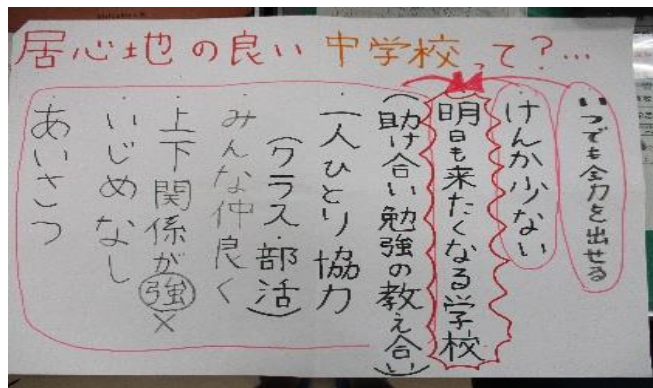 居心地の良い中学校って?…
・いつでも全力を出せる
・けんか少ない
明日も来たくなる学校
(助け合い勉強の教え合い)
・一人ひとり協力
(クラス・部活)
・みんな仲良く
・上下関係が強×
・いじめなし
・あいさつ